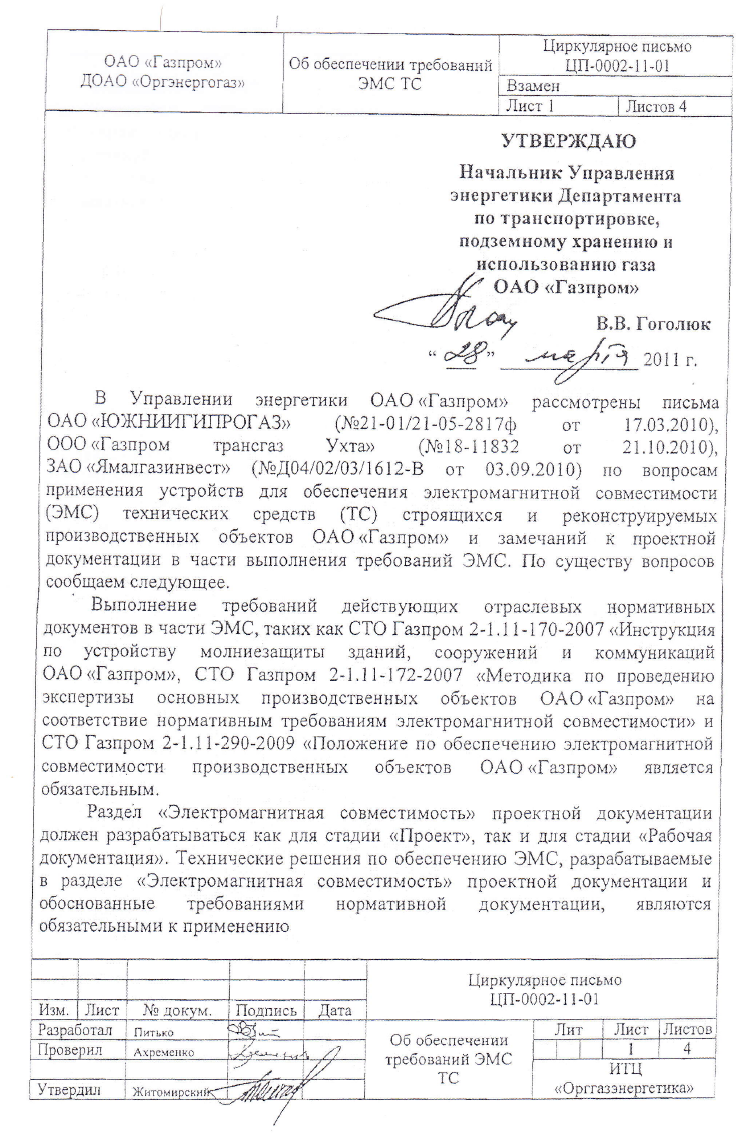 ОАО «Газпром»
ДОАО «Оргэнергогаз»
Об обеспечении требований
ЭМС ТС
Циркулярное письмо
ЦП-0002-11-01
Взамен
Лист 1
Листов 4
УТВЕРЖДАЮ
Начальник Управления
энергетики Департамента
по транспортировке,
подземному хранению и
использованию газа
ОАО «Газпром»
В.В. Гоголюк
“ 28 ” марта 2011 г.
В Управлении энергетики ОАО «Газпром» рассмотрены письма
ОАО «ЮЖНИИГИПРОГАЗ» (№21-01/21-05-2817ф от 17.03.2010),
ООО «Газпром трансгаз Ухта» (№18-11832 от 21.10.2010),
ЗАО «Ямалгазинвест» (№Д04/02/03/1612-В от 03.09.2010) по вопросам
применения устройств для обеспечения электромагнитной совместимости
(ЭМС) технических средств (ТС) строящихся и реконструируемых
производственных объектов ОАО «Газпром» и замечаний к проектной
документации в части выполнения требований ЭМС. По существу вопросов
сообщаем следующее.
Выполнение требований действующих отраслевых нормативных
документов в части ЭМС, таких как СТО Газпром 2-1.11-170-2007 «Инструкция
по устройству молниезащиты зданий, сооружений и коммуникаций
ОАО «Газпром», СТО Газпром 2-1.11-172-2007 «Методика по проведению
экспертизы основных производственных объектов ОАО «Газпром» на
соответствие нормативным требованиям электромагнитной совместимости» и
СТО Газпром 2-1.11-290-2009 «Положение по обеспечению электромагнитной
совместимости производственных объектов ОАО «Газпром» является
обязательным.
Раздел «Электромагнитная совместимость» проектной документации
должен разрабатываться как для стадии «Проект», так и для стадии «Рабочая
документация». Технические решения по обеспечению ЭМС, разрабатываемые
в разделе «Электромагнитная совместимость» проектной документации и
обоснованные требованиями нормативной документации, являются
обязательными к применению
Изм. Лист № докум. Подпись Дата
Разработал Питько
Проверил Ахременко
Утвердил Житомирский
Циркулярное письмо
ЦП-0002-11-01
Об обеспечении
требований ЭМС
ТС
Лит Лист Листов
1 4
ИТЦ
«Оргтазэнергетика»